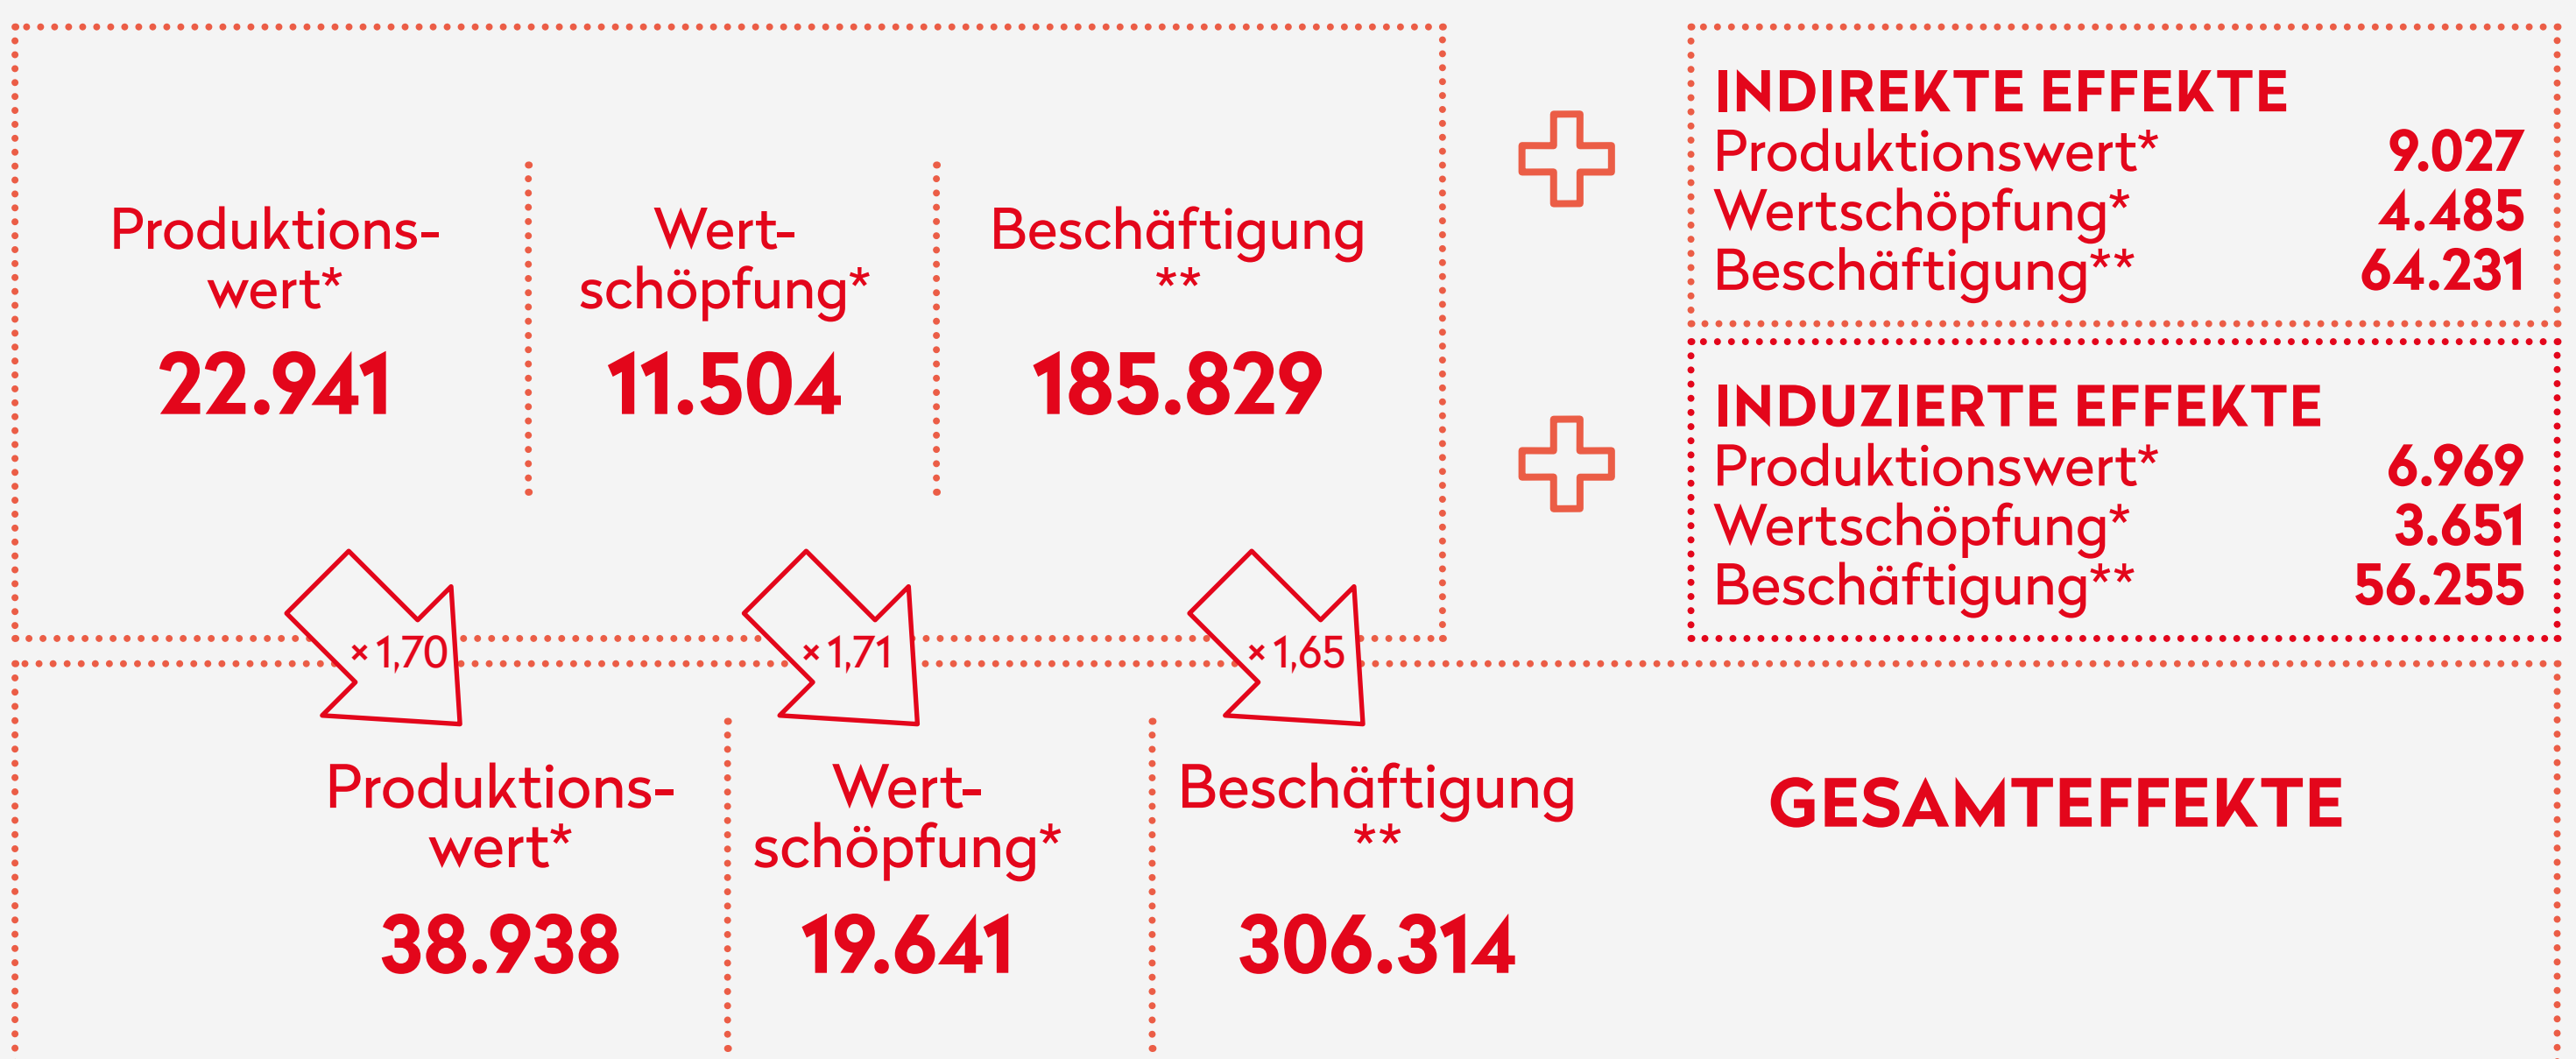 Produktions-
wert*
22.941
Wert-
schöpfung*
11.504
Beschäftigung
**
185.829
INDIREKTE EFFEKTE
Produktionswert* 9.027
Wertschöpfung* 4.485
Beschäftigung** 64.231
INDUZIERTE EFFEKTE
Produktionswert* 6.969
Wertschöpfung* 3.651
Beschäftigung** 56.255
× 1,70
× 1,71
× 1,65
Produktions-
wert*
38.938
Wert-
schöpfung*
19.641
Beschäftigung
**
306.314
GESAMTEFFEKTE